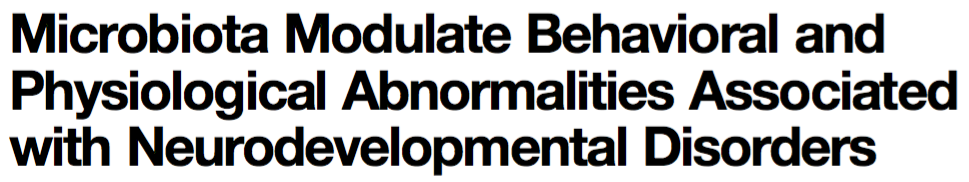 Microbiota Modulate Behavioral and
Physiological Abnormalities Associated
with Neurodevelopmental Disorders